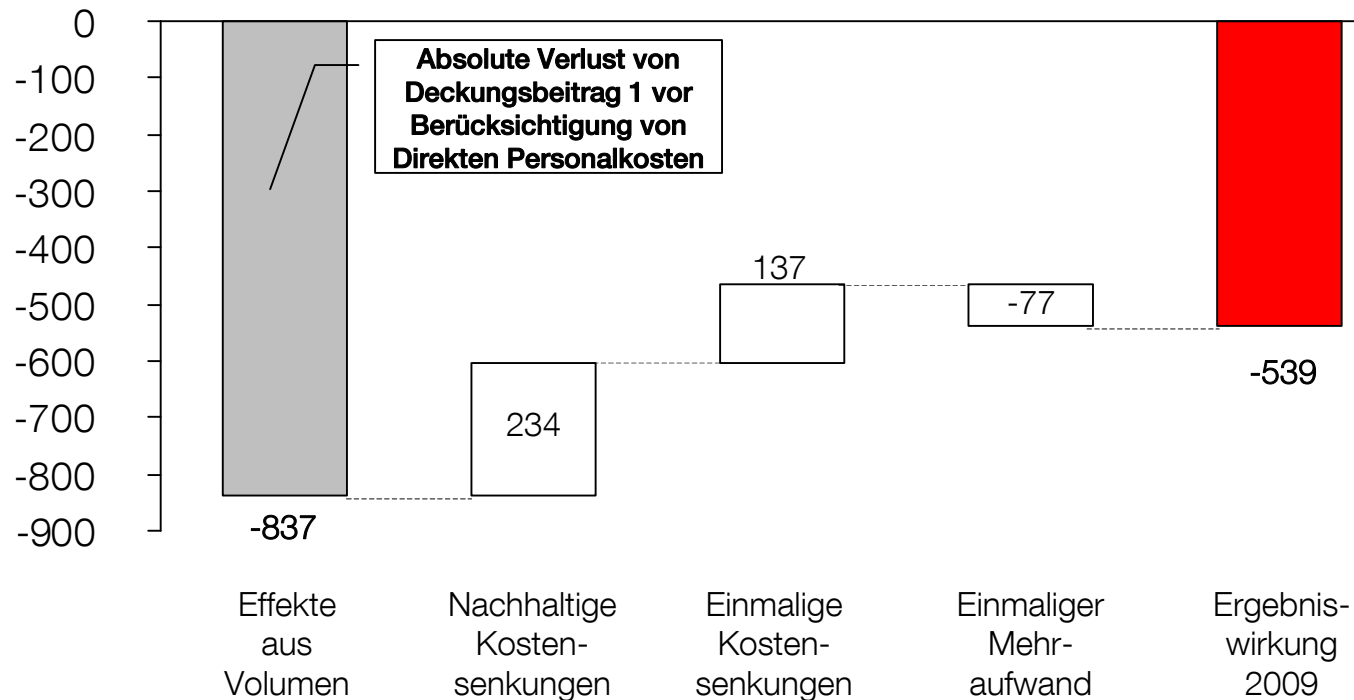 0
-100
-200
-300
-400
-500
-600
-700
-800
-900
Absolute Verlust von
Deckungsbeitrag 1 vor
Berücksichtigung von
Direkten Personalkosten
-837
234
137
-77
-539
Effekte
aus
Volumen
Nachhaltige
Kosten-
senkungen
Einmalige
Kosten-
senkungen
Einmaliger
Mehr-
aufwand
Ergebnis-
wirkung
2009